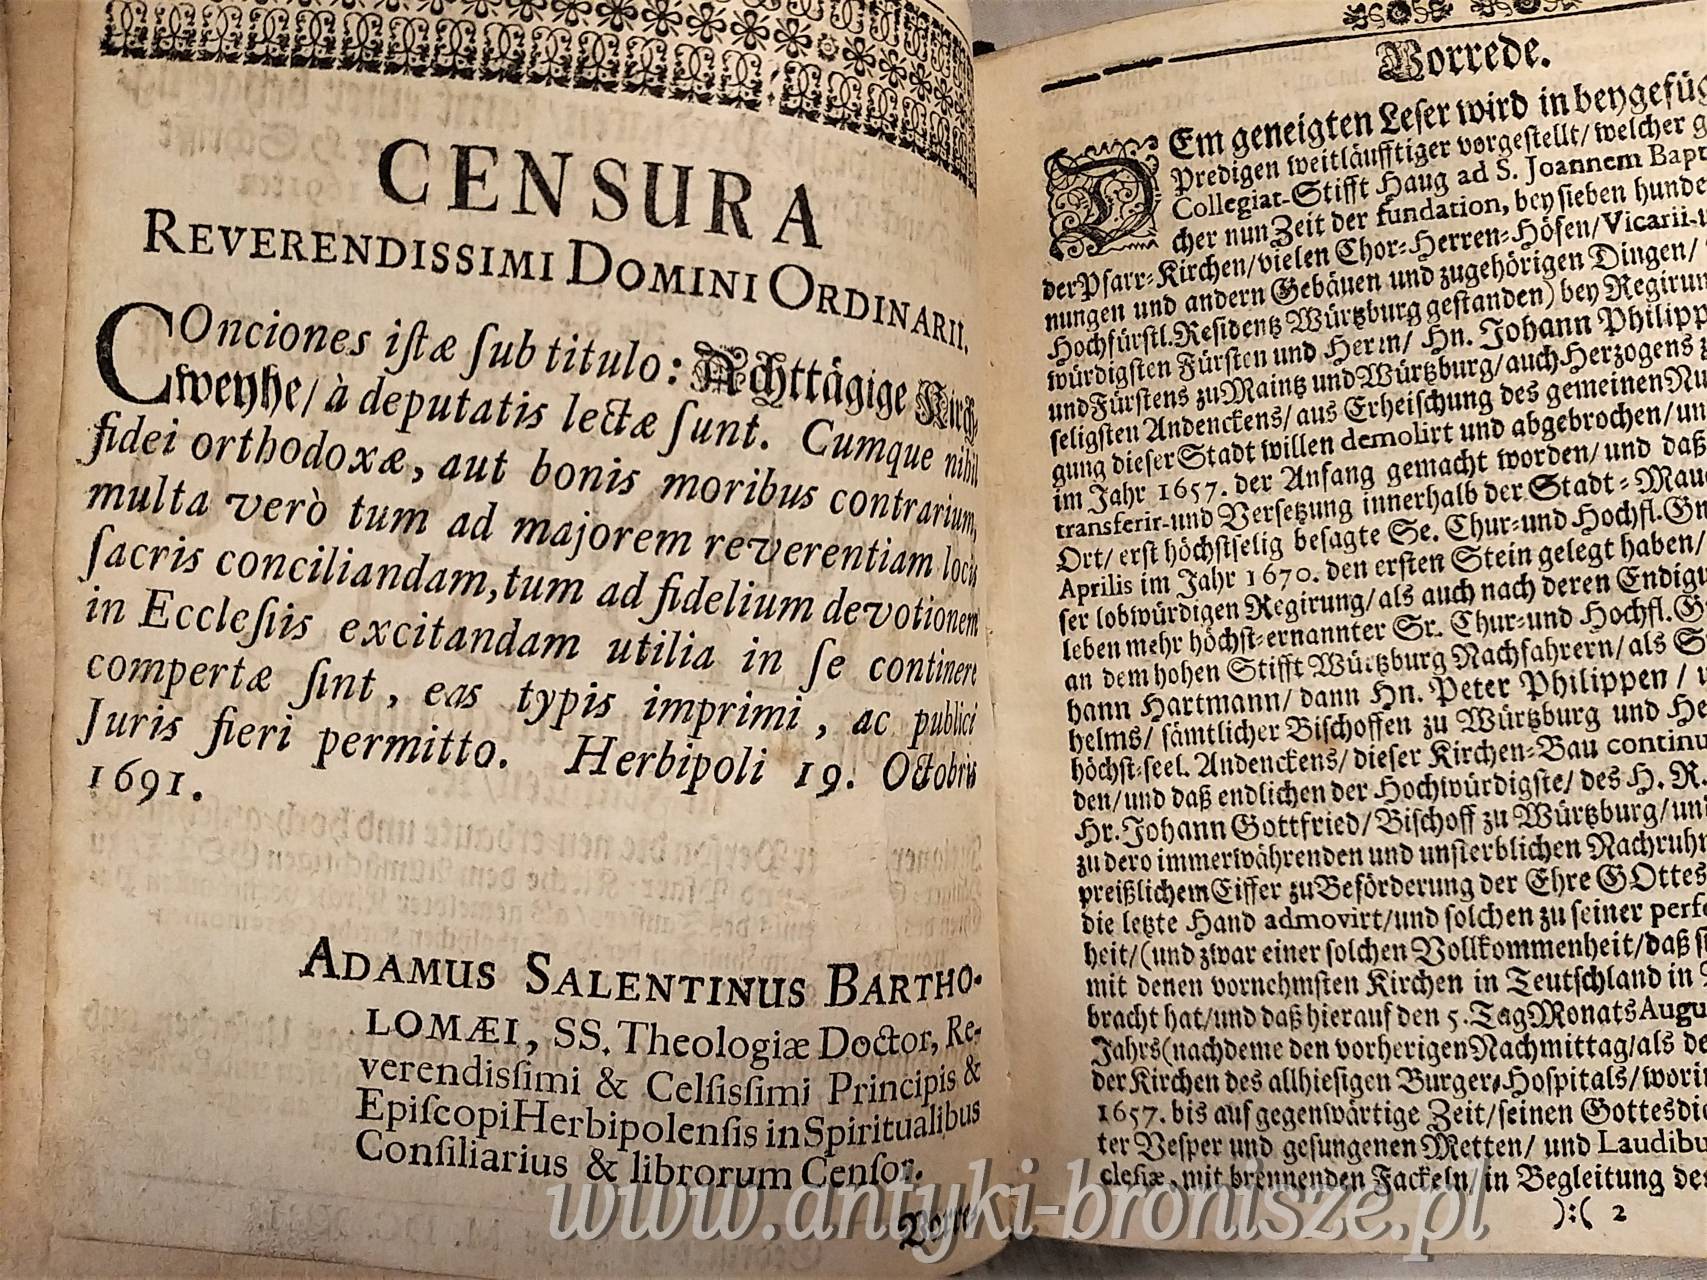 CENSURA
REVERENDISSIMI DOMINI ORDINARII.
COnciones istæ sub titulo: Achttägige Kirch-
weyhe/ à deputatis lectæ sunt. Cumque nihil
fidei orthodoxæ, aut bonis moribus contrarium,
multa verò tum ad majorem reverentiam locis
sacris conciliandam, tum ad fidelium devotionem
in Ecclesiis excitandam utilia in se continere
compertæ sint, eas typis imprimi, ac publici
Juris fieri permitto. Herbipoli 19. Octobris
1691.
ADAMUS SALENTINUS BARTHO-
LOMÆI, SS. Theologiæ Doctor, Re-
verendissimi & Celsissimi Principis &
Episcopi Herbipolensis in Spiritualibus
Consiliarius & librorum Censor.
Vorrede.
DEm geneigten Leser wird in beygefüg
Predigen weitläufftiger vorgestellt/ welcher g
Collegiat-Stifft Haug ad S. Joannem Bapt
cher nun Zeit der fundation, bey sieben hunde
der Pfarr-Kirchen/ vielen Chor-Herren-Höfen/ Vicarii-
nungen und andern Gebäuen und zugehörigen Dingen/
Hochfürstl. Residentz Würtzburg gestanden) bey Regirun
würdigsten Fürsten und Herrn/ Hn. Johann Philipp
und Fürstens zu Maintz und Würtzburg/ auch Herzogens z
seligsten Andenckens/ aus Erheischung des gemeinen Nu
gung dieser Stadt willen demolirt und abgebrochen/ un
im Jahr 1657. der Anfang gemacht worden/ und daß
transferir- und Versetzung innerhalb der Stadt-Mau
Ort/ erst höchstselig besagte Se. Chur- und Hochfl. Gn
Aprilis im Jahr 1670. den ersten Stein gelegt haben/
ser lobwürdigen Regirung/ als auch nach deren Endigu
leben mehr höchst-ernannter Sr. Chur- und Hochfl. G
an dem hohen Stifft Würtzburg Nachfahrern/ als S
hann Hartmann/ dann Hn. Peter Philippen/
helms/ sämtlicher Bischoffen zu Würtzburg und He
höchst-seel. Andenckens/ dieser Kirchen-Bau continu
den/ und daß endlichen der Hochwürdigste/ des H. R.
Hr. Johann Gottfried/ Bischoff zu Würtzburg/ un
zu dero immerwährenden und unsterblichen Nachruhm
preißlichem Eiffer zu Beförderung der Ehre GOttes
die letzte Hand admovirt/ und solchen zu seiner perfe
heit/ (und zwar einer solchen Vollkommenheit/ daß s
mit denen vornehmsten Kirchen in Teutschland in
bracht hat/ und daß hierauf den 5. Tag Monats Augu
Jahrs (nachdeme den vorherigen Nachmittag/ als de
der Kirchen des allhiesigen Burger-Hospitals/ worin
1657. bis auf gegenwärtige Zeit/ seinen Gottesdi
ter Vesper und gesungenen Metten/ und Laudibu
clesiæ, mit brennenden Fackeln/ in Begleitung de
):( 2
www.antyki-bronisze.pl